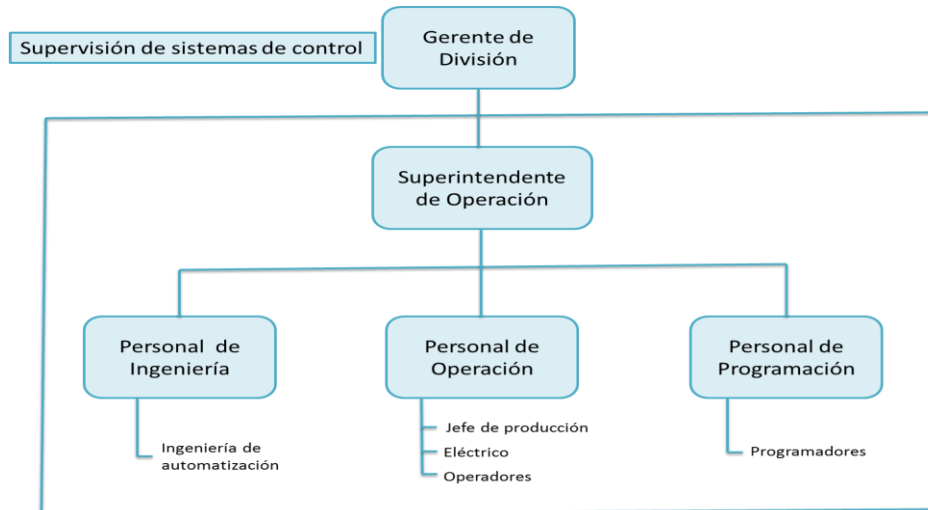 Supervisión de sistemas de control
Gerente de
División
Superintendente
de Operación
Personal de
Ingeniería
Personal de
Operación
Personal de
Programación
Ingeniería de
automatización
Jefe de producción
Eléctrico
Operadores
Programadores